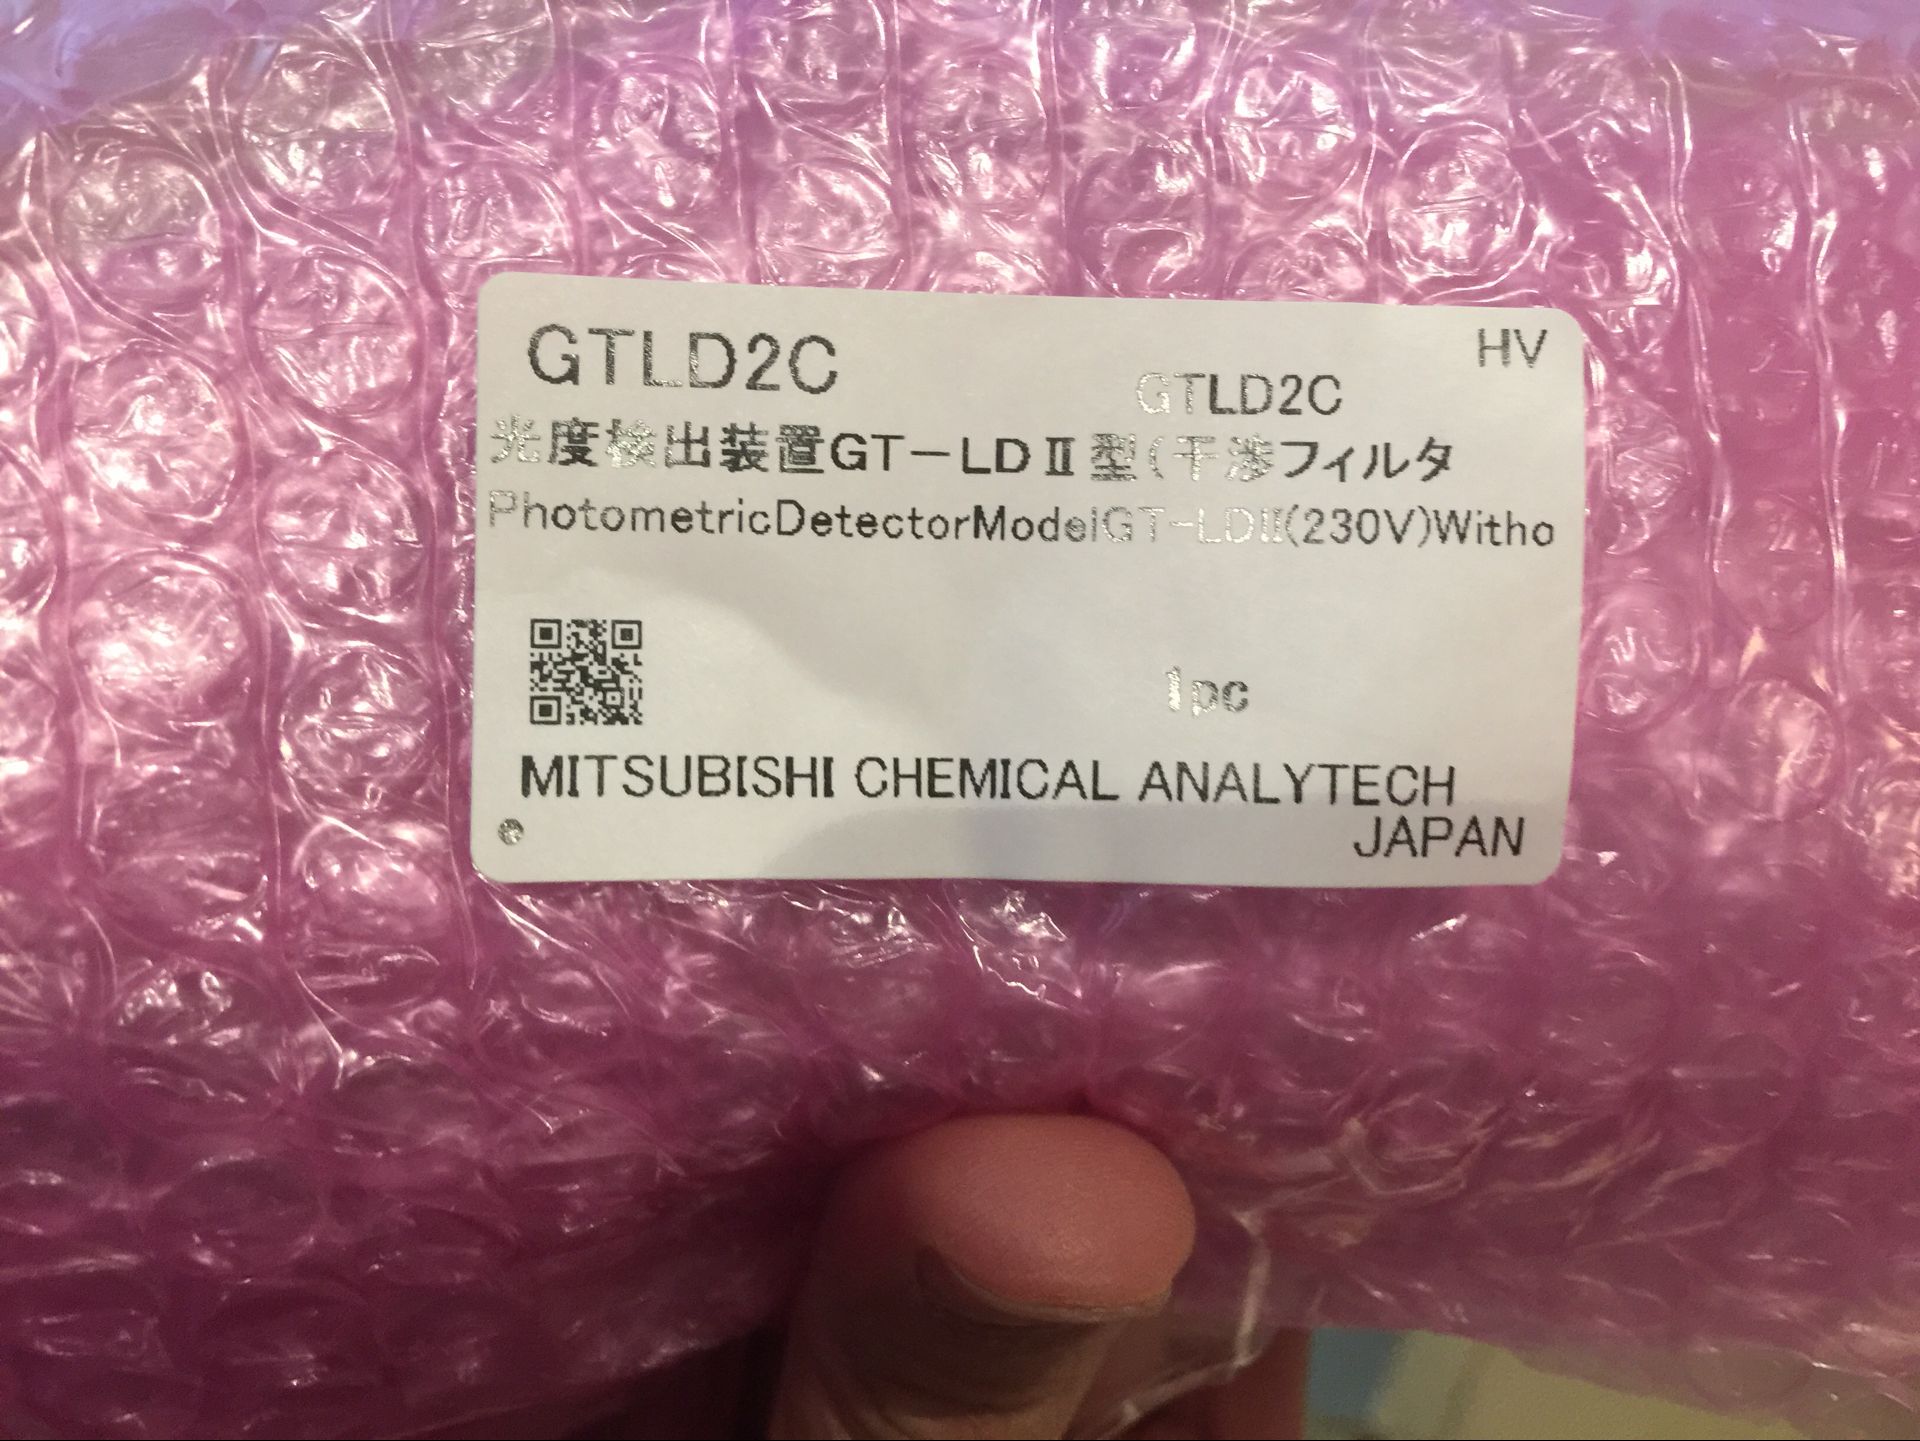 GTLD2C
HV
GTLD2C
光度検出装置GT－LDⅡ型(干渉フィルタ
PhotometricDetectorModelGT-LDⅡ(230V)Witho
1pc
MITSUBISHI CHEMICAL ANALYTECH
JAPAN